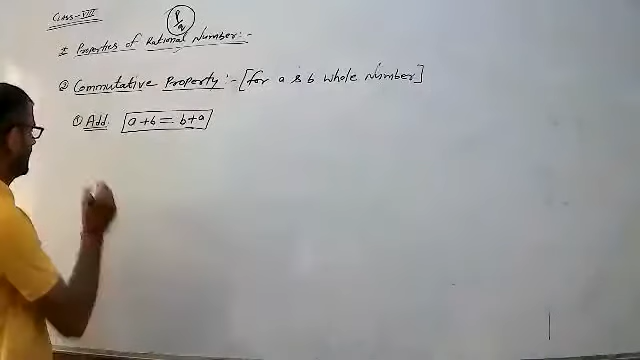 Class-VIII
P/q
# Properties of Rational Number:-
② Commutative Property:- [for a & b whole Number]
① Add. a+b = b+a